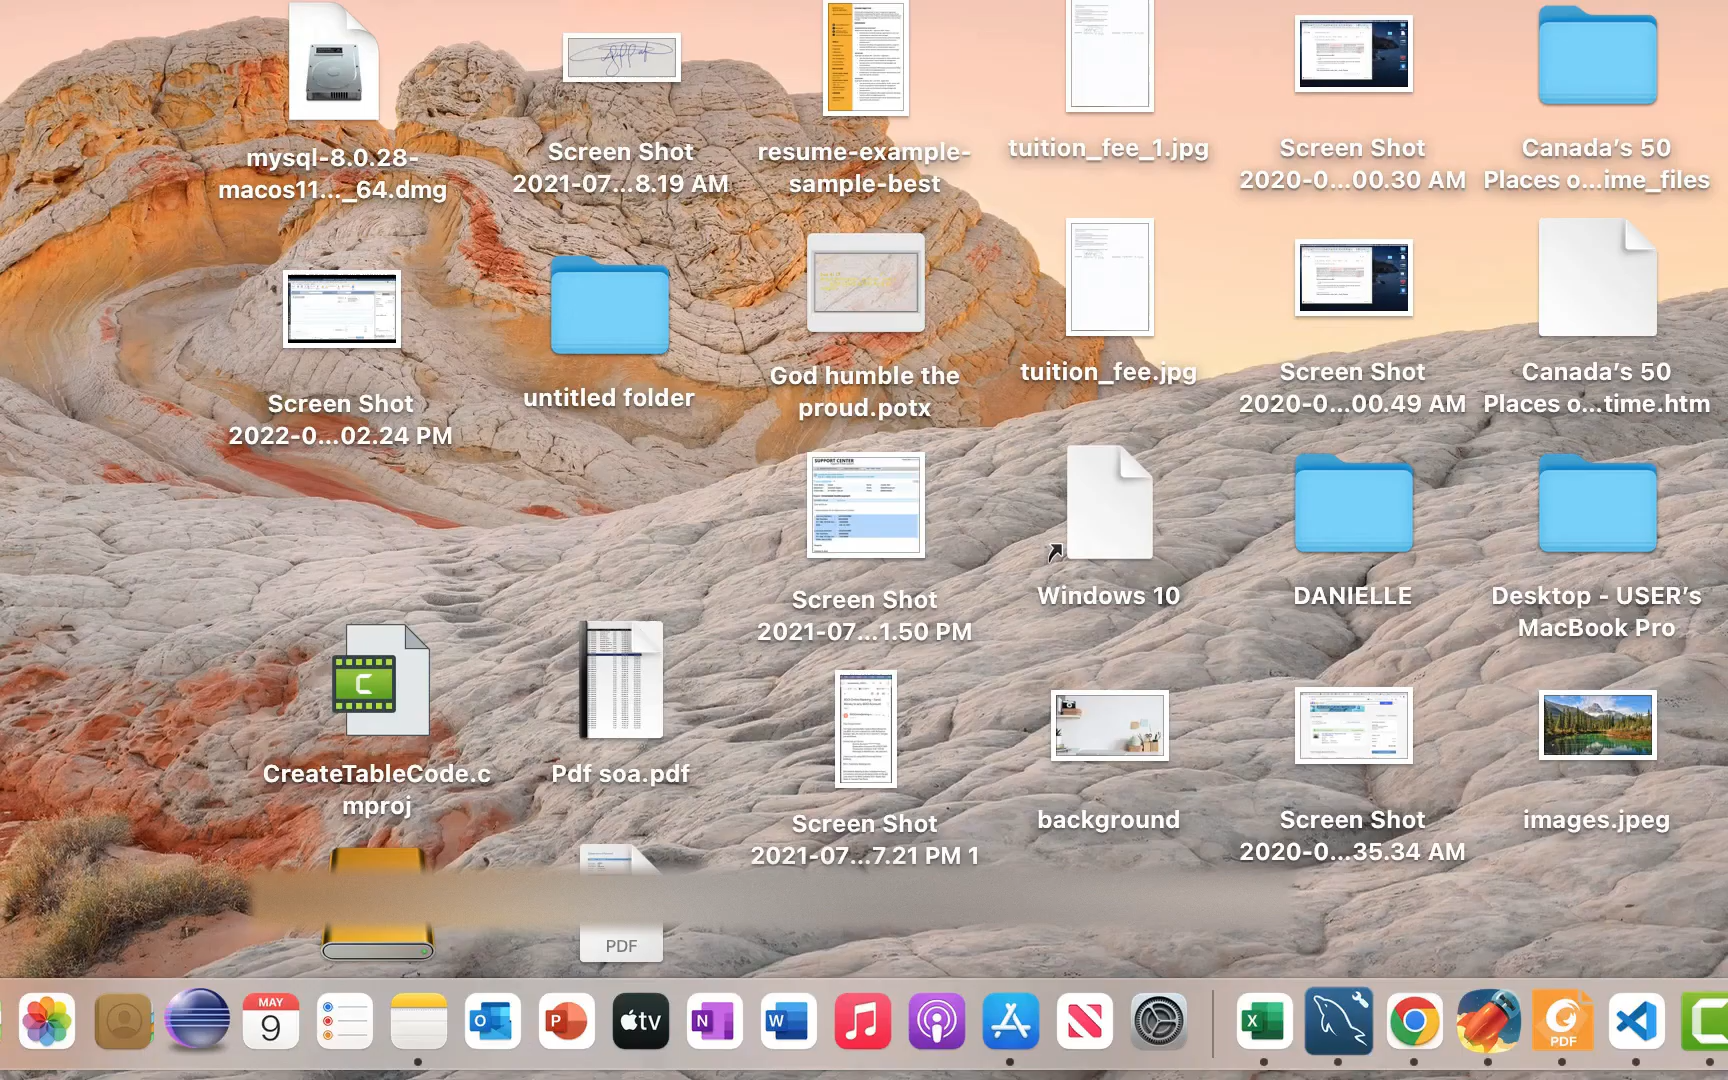 mysql-8.0.28-
macos11..._64.dmg
Screen Shot
2021-07...8.19 AM
resume-example-
sample-best
tuition_fee_1.jpg
Screen Shot
2020-0...00.30 AM
Canada's 50
Places o...ime_files
Screen Shot
2022-0...02.24 PM
untitled folder
God humble the
proud.potx
tuition_fee.jpg
Screen Shot
2020-0...00.49 AM
Canada's 50
Places o...time.htm
SUPPORT CENTER
Screen Shot
2021-07...1.50 PM
Windows 10
DANIELLE
Desktop - USER's
MacBook Pro
C
CreateTableCode.c
mproj
Pdf soa.pdf
Screen Shot
2021-07...7.21 PM 1
background
Screen Shot
2020-0...35.34 AM
images.jpeg
PDF
MAY
9
O
P
tv
N
W
X
PDF